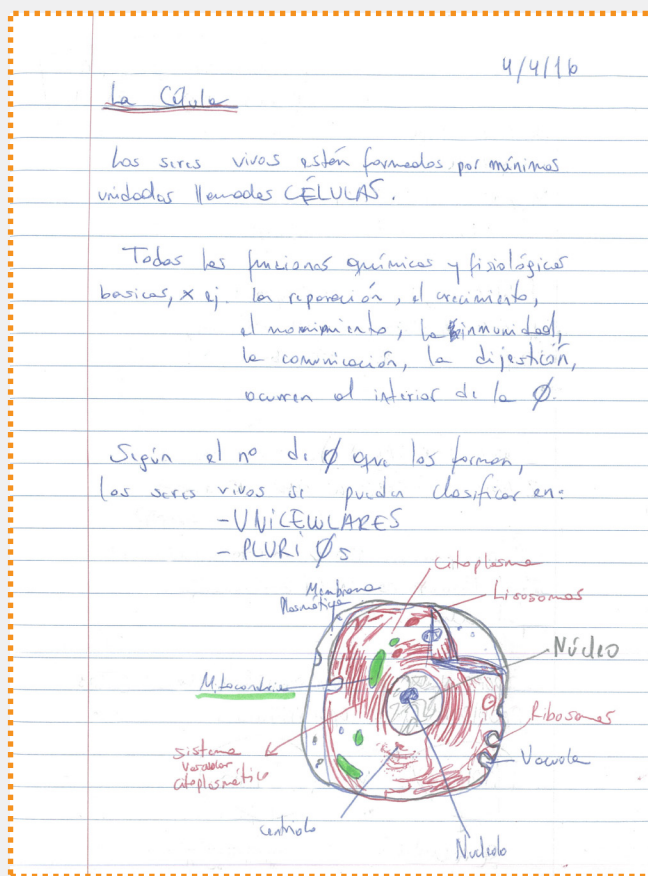 4/4/16
La Célula
Los seres vivos están formados por mínimas
unidades llamadas CÉLULAS.
Todas las funciones químicas y fisiológicas
basicas, x ej. la reparación, el crecimiento,
el movimiento, la inmunidad,
la comunicación, la dijestión,
ocurren al interior de la Ø.
Según el nº de Ø que los forman,
los seres vivos se pueden clasificar en:
- UNICELULARES
- PLURI Øs
Citoplasma
Membrana
Plasmática
Lisosomas
Núcleo
Mitocondria
Ribosomas
sistema
vacuolar
citoplasmático
Vacuola
centriolo
Nucleolo